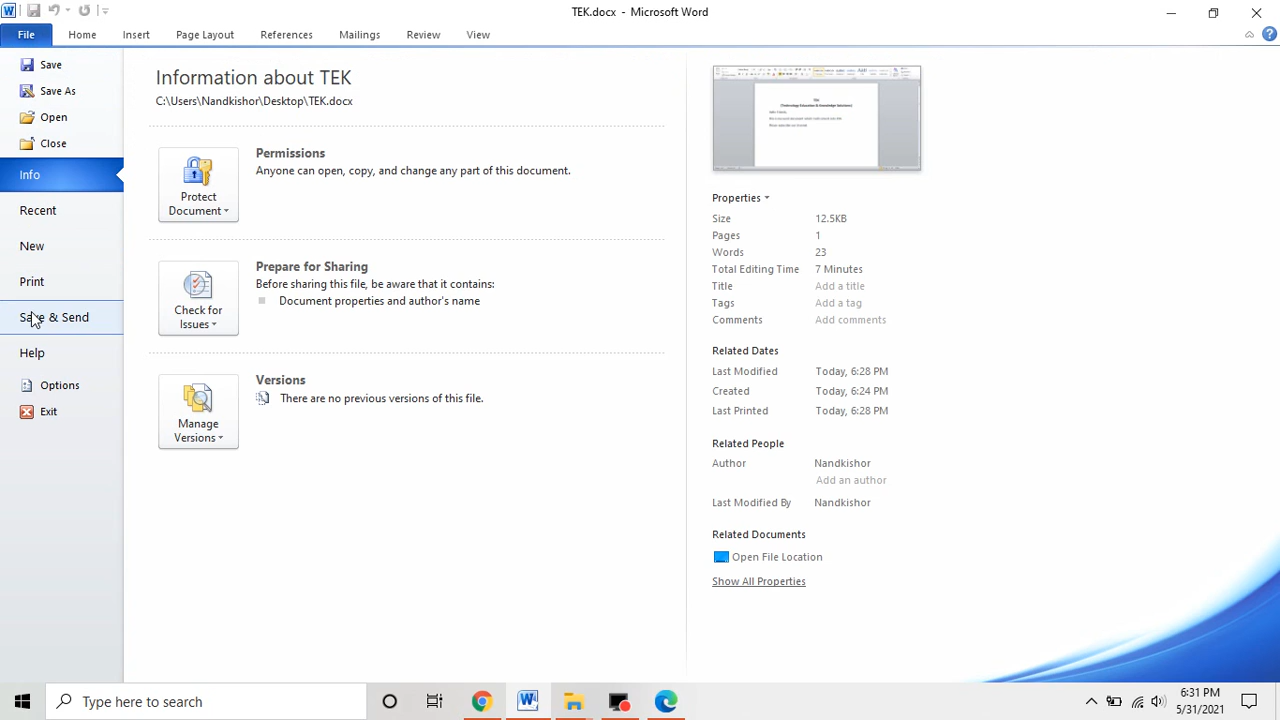 TEK.docx - Microsoft Word
File Home Insert Page Layout References Mailings Review View
Save
Save As
Open
Close
Info
Recent
New
Print
Save & Send
Help
Options
Exit
formation about TEK
C:\Users\Nandkishor\Desktop\TEK.docx
Protect
Document
Permissions
Anyone can open, copy, and change any part of this document.
Check for
Issues
Prepare for Sharing
Before sharing this file, be aware that it contains:
Document properties and author's name
Manage
Versions
Versions
There are no previous versions of this file.
Properties
Size 12.5KB
Pages 1
Words 23
Total Editing Time 7 Minutes
Title Add a title
Tags Add a tag
Comments Add comments
Related Dates
Last Modified Today, 6:28 PM
Created Today, 6:24 PM
Last Printed Today, 6:28 PM
Related People
Author Nandkishor
Add an author
Last Modified By Nandkishor
Related Documents
Open File Location
Show All Properties
Type here to search
6:31 PM
5/31/2021